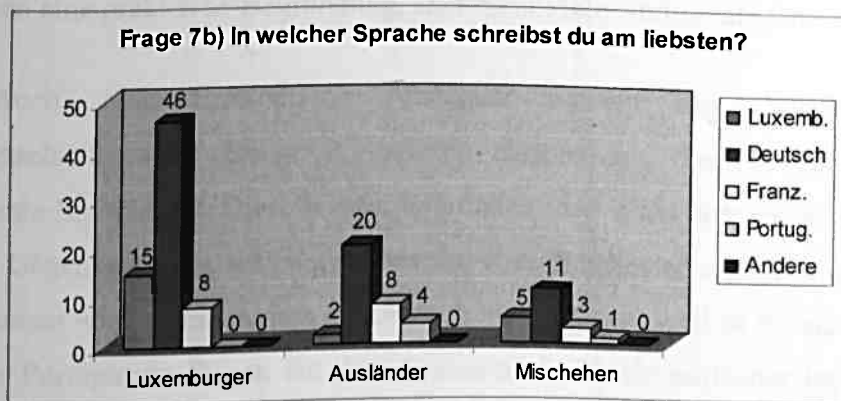 Frage 7b) In welcher Sprache schreibst du am liebsten?
50
40
30
20
10
0
15 46 8 0 0
2 20 8 4 0
5 11 3 1 0
Luxemburger Ausländer Mischehen
Luxemb.
Deutsch
Franz.
Portug.
Andere